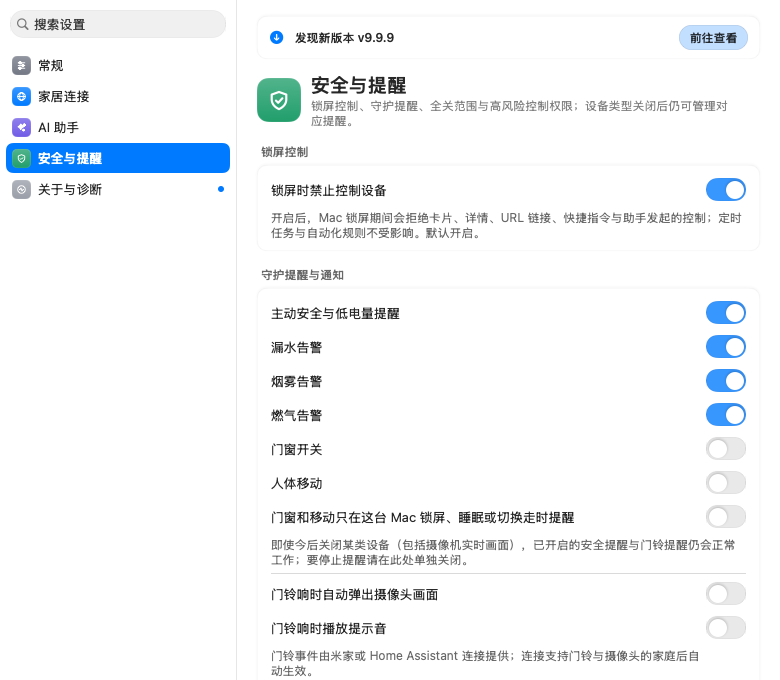 搜索设置
常规
家居连接
AI 助手
安全与提醒
关于与诊断
发现新版本 v9.9.9
前往查看
安全与提醒
锁屏控制、守护提醒、全关范围与高风险控制权限；设备类型关闭后仍可管理对
应提醒。
锁屏控制
锁屏时禁止控制设备
开启后，Mac 锁屏期间会拒绝卡片、详情、URL 链接、快捷指令与助手发起的控制；定时
任务与自动化规则不受影响。默认开启。
守护提醒与通知
主动安全与低电量提醒
漏水告警
烟雾告警
燃气告警
门窗开关
人体移动
门窗和移动只在这台 Mac 锁屏、睡眠或切换走时提醒
即使今后关闭某类设备（包括摄像机实时画面），已开启的安全提醒与门铃提醒仍会正常
工作；要停止提醒请在此处单独关闭。
门铃响时自动弹出摄像头画面
门铃响时播放提示音
门铃事件由米家或 Home Assistant 连接提供；连接支持门铃与摄像头的家庭后自
动生效。